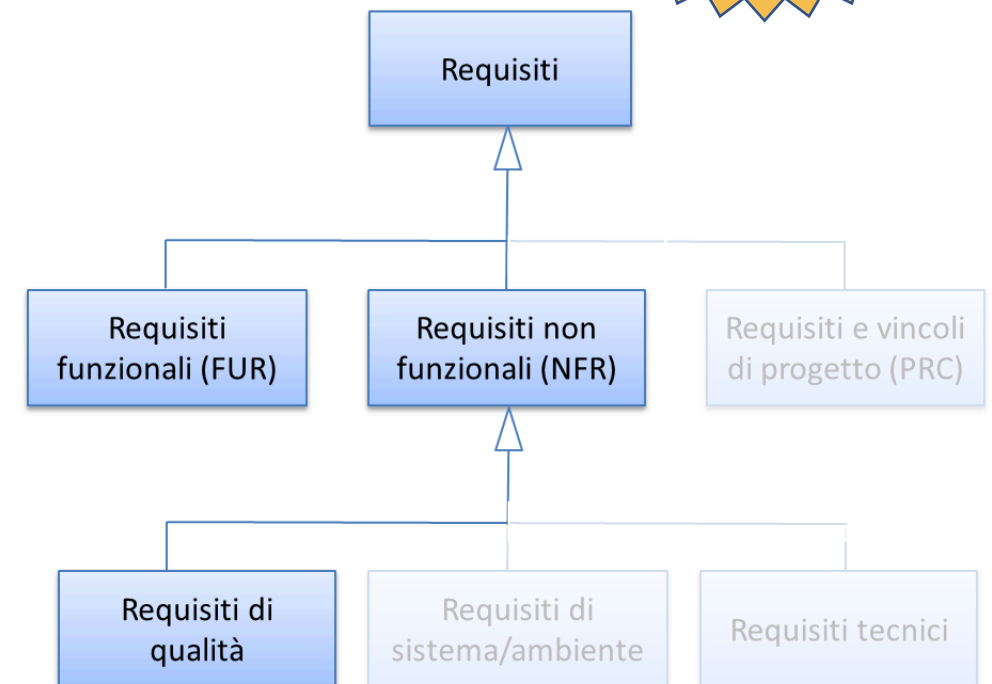 Requisiti
Requisiti
funzionali (FUR)
Requisiti non
funzionali (NFR)
Requisiti e vincoli
di progetto (PRC)
Requisiti di
qualità
Requisiti di
sistema/ambiente
Requisiti tecnici